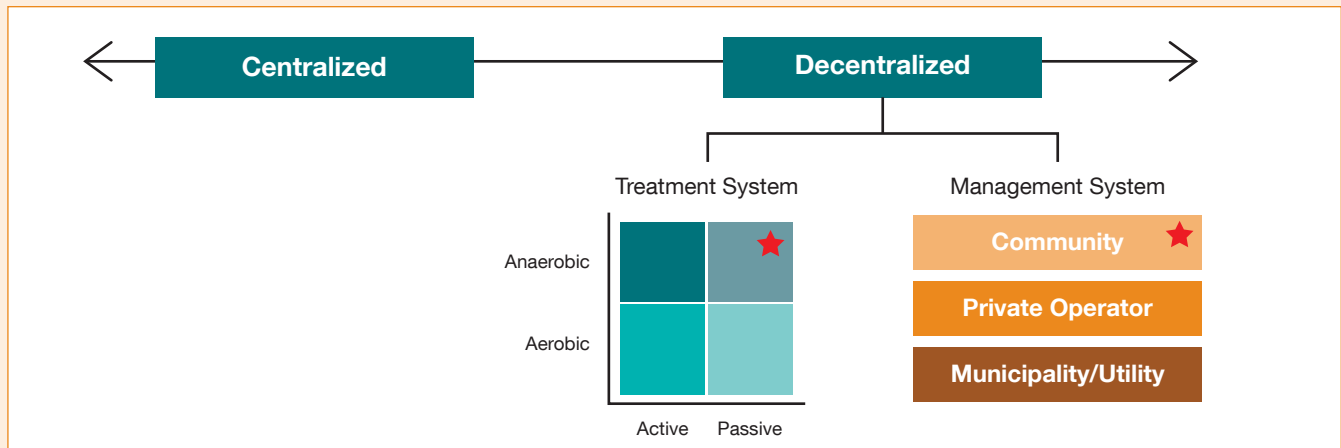 Centralized
Decentralized
Treatment System
Management System
Anaerobic
Aerobic
Active Passive
Community
Private Operator
Municipality/Utility